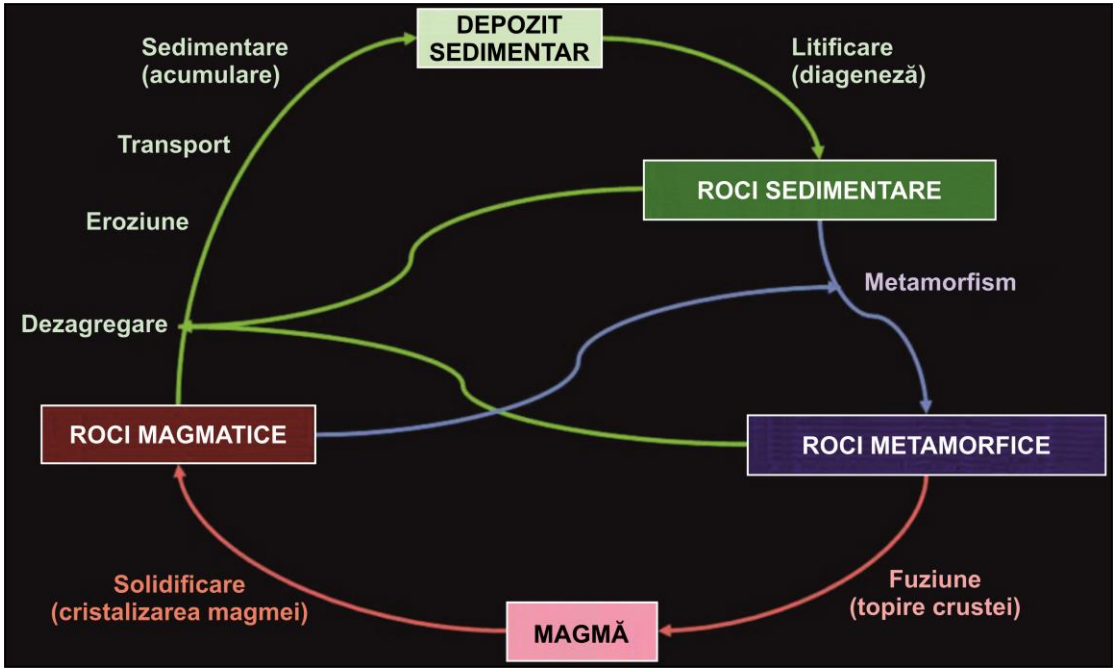 DEPOZIT
SEDIMENTAR
Sedimentare
(acumulare)
Litificare
(diageneză)
Transport
ROCI SEDIMENTARE
Eroziune
Metamorfism
Dezagregare
ROCI MAGMATICE
ROCI METAMORFICE
Solidificare
(cristalizarea magmei)
Fuziune
(topire crustei)
MAGMĂ